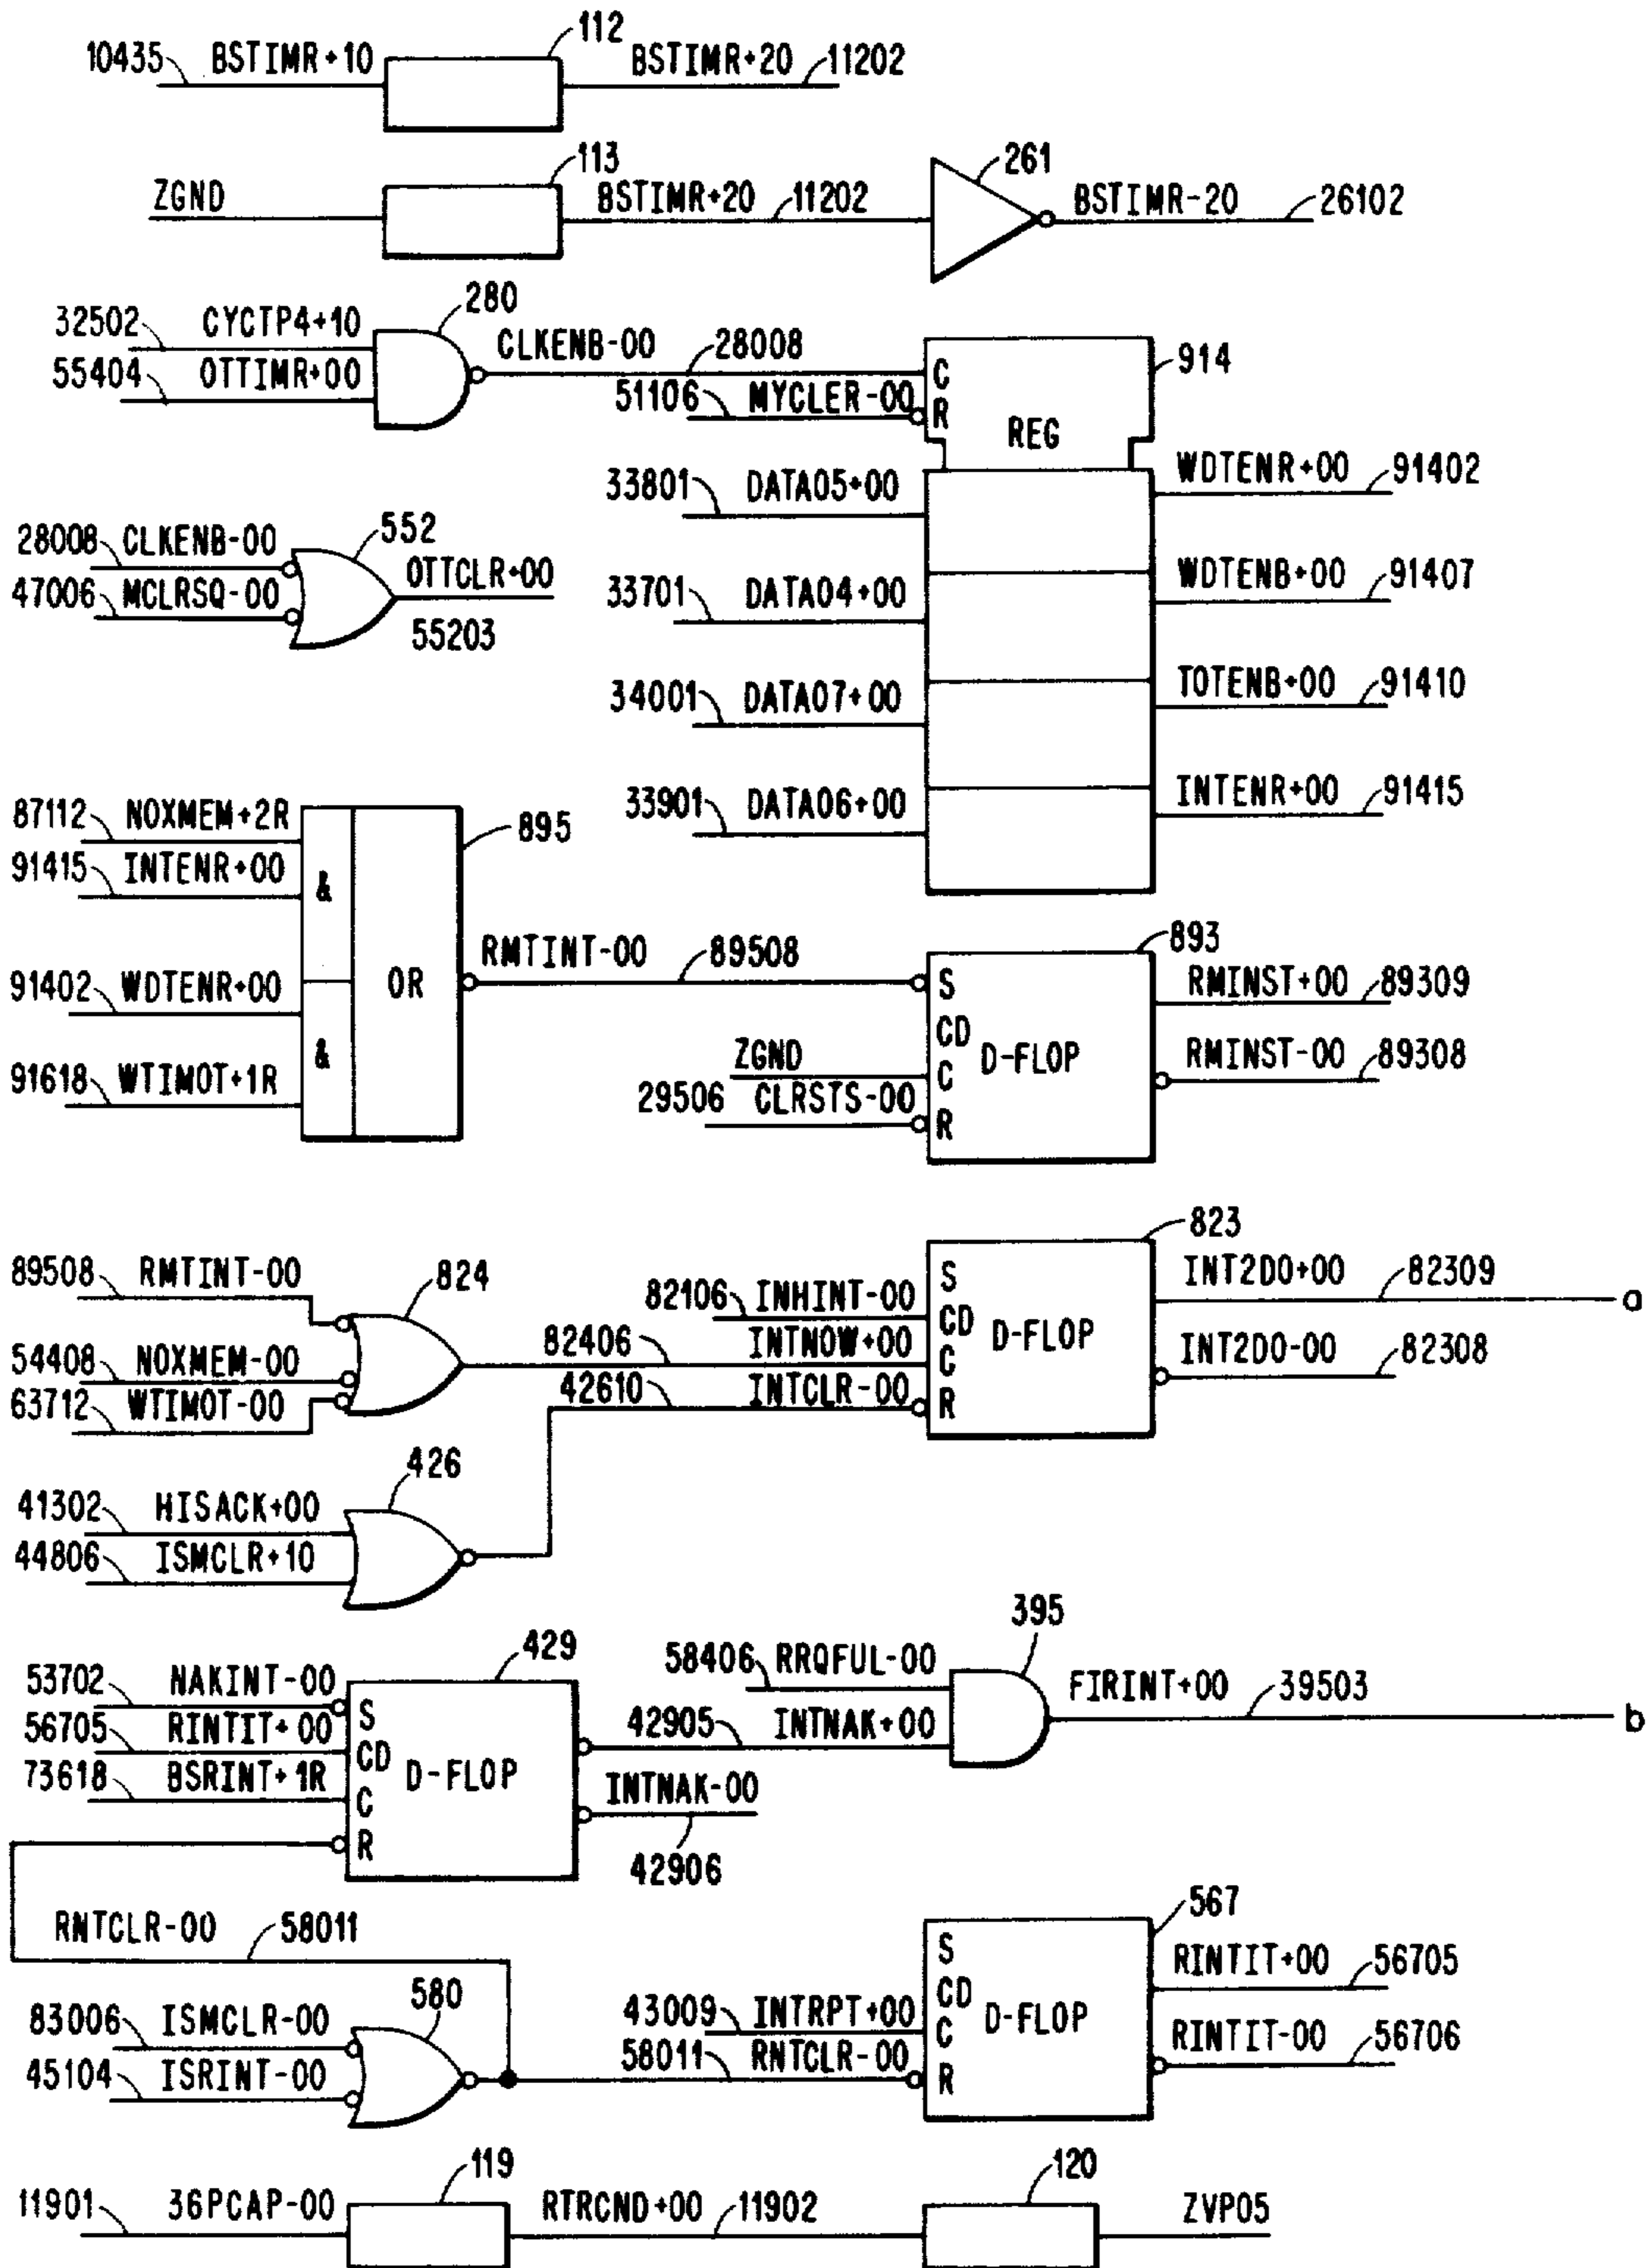 112
10435 BSTIMR+10 BSTIMR+20 11202
113
ZGND BSTIMR+20 11202
261
BSTIMR-20 26102
280
32502 CYCTP4+10
55404 OTTIMR+00
CLKENB-00 28008 C
51106 MYCLER-00 R
REG
914
33801 DATA05+00
WDTENR+00 91402
28008 CLKENB-00
47006 MCLRSQ-00
552
OTTCLR+00
55203
33701 DATA04+00
WDTENB+00 91407
34001 DATA07+00
TOTENB+00 91410
33901 DATA06+00
INTENR+00 91415
87112 NOXMEM+2R
91415 INTENR+00
&
895
91402 WDTENR+00
91618 WTIMOT+1R
&
OR
RMTINT-00 89508 S
CD
ZGND C
29506 CLRSTS-00 R
D-FLOP
893
RMINST+00 89309
RMINST-00 89308
89508 RMTINT-00
54408 NOXMEM-00
63712 WTIMOT-00
824
S
82106 INHINT-00 CD
82406 INTNOW+00 C
42610 INTCLR-00 R
D-FLOP
823
INT2DO+00 82309 a
INT2DO-00 82308
41302 HISACK+00
44806 ISMCLR+10
426
53702 NAKINT-00 S
56705 RINTIT+00 CD
73618 BSRINT+1R C
R
D-FLOP
429
58406 RRQFUL-00
42905 INTNAK+00
395
FIRINT+00 39503 b
INTNAK-00
42906
RNTCLR-00 58011
83006 ISMCLR-00
45104 ISRINT-00
580
S
CD
43009 INTRPT+00 C
58011 RNTCLR-00 R
D-FLOP
567
RINTIT+00 56705
RINTIT-00 56706
11901 36PCAP-00
119
RTRCND+00 11902
120
ZVP05